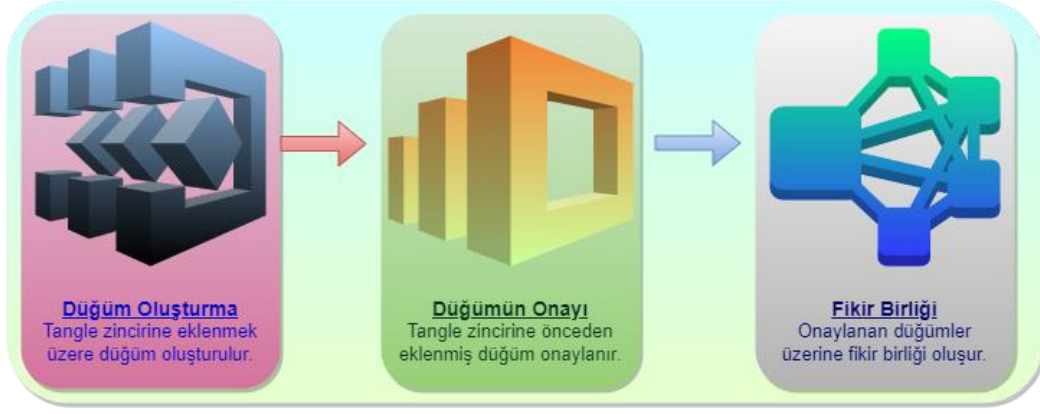 Düğüm Oluşturma
Tangle zincirine eklenmek
üzere düğüm oluşturulur.
Düğümün Onayı
Tangle zincirine önceden
eklenmiş düğüm onaylanır.
Fikir Birliği
Onaylanan düğümler
üzerine fikir birliği oluşur.